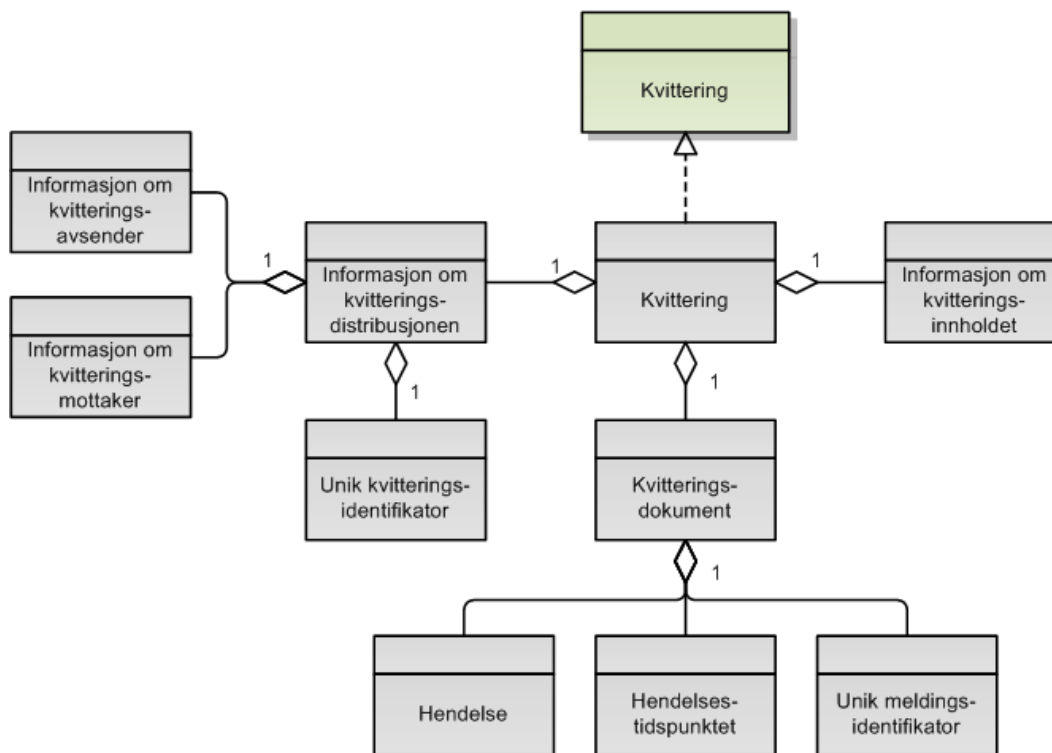 Kvittering
Informasjon om
kvitterings-
avsender
1
Informasjon om
kvitterings-
distribusjonen
1
Kvittering
1
Informasjon om
kvitterings-
innholdet
Informasjon om
kvitterings-
mottaker
1
1
Unik kvitterings-
identifikator
Kvitterings-
dokument
1
Hendelse
Hendelses-
tidspunktet
Unik meldings-
identifikator